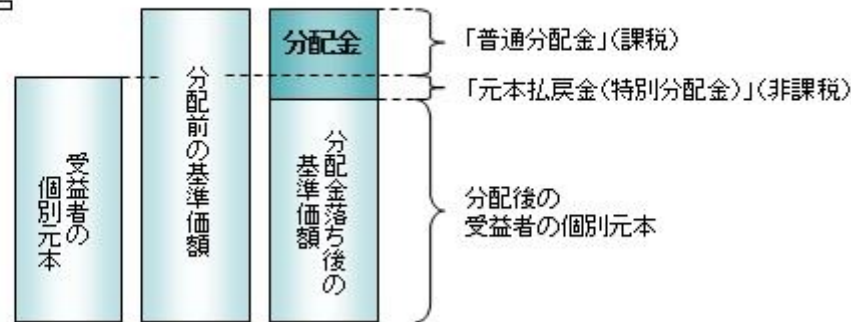 受益者の
個別元本
分配前の基準価額
分配金
分配金落ち後の
基準価額
「普通分配金」(課税)
「元本払戻金(特別分配金)」(非課税)
分配後の
受益者の個別元本